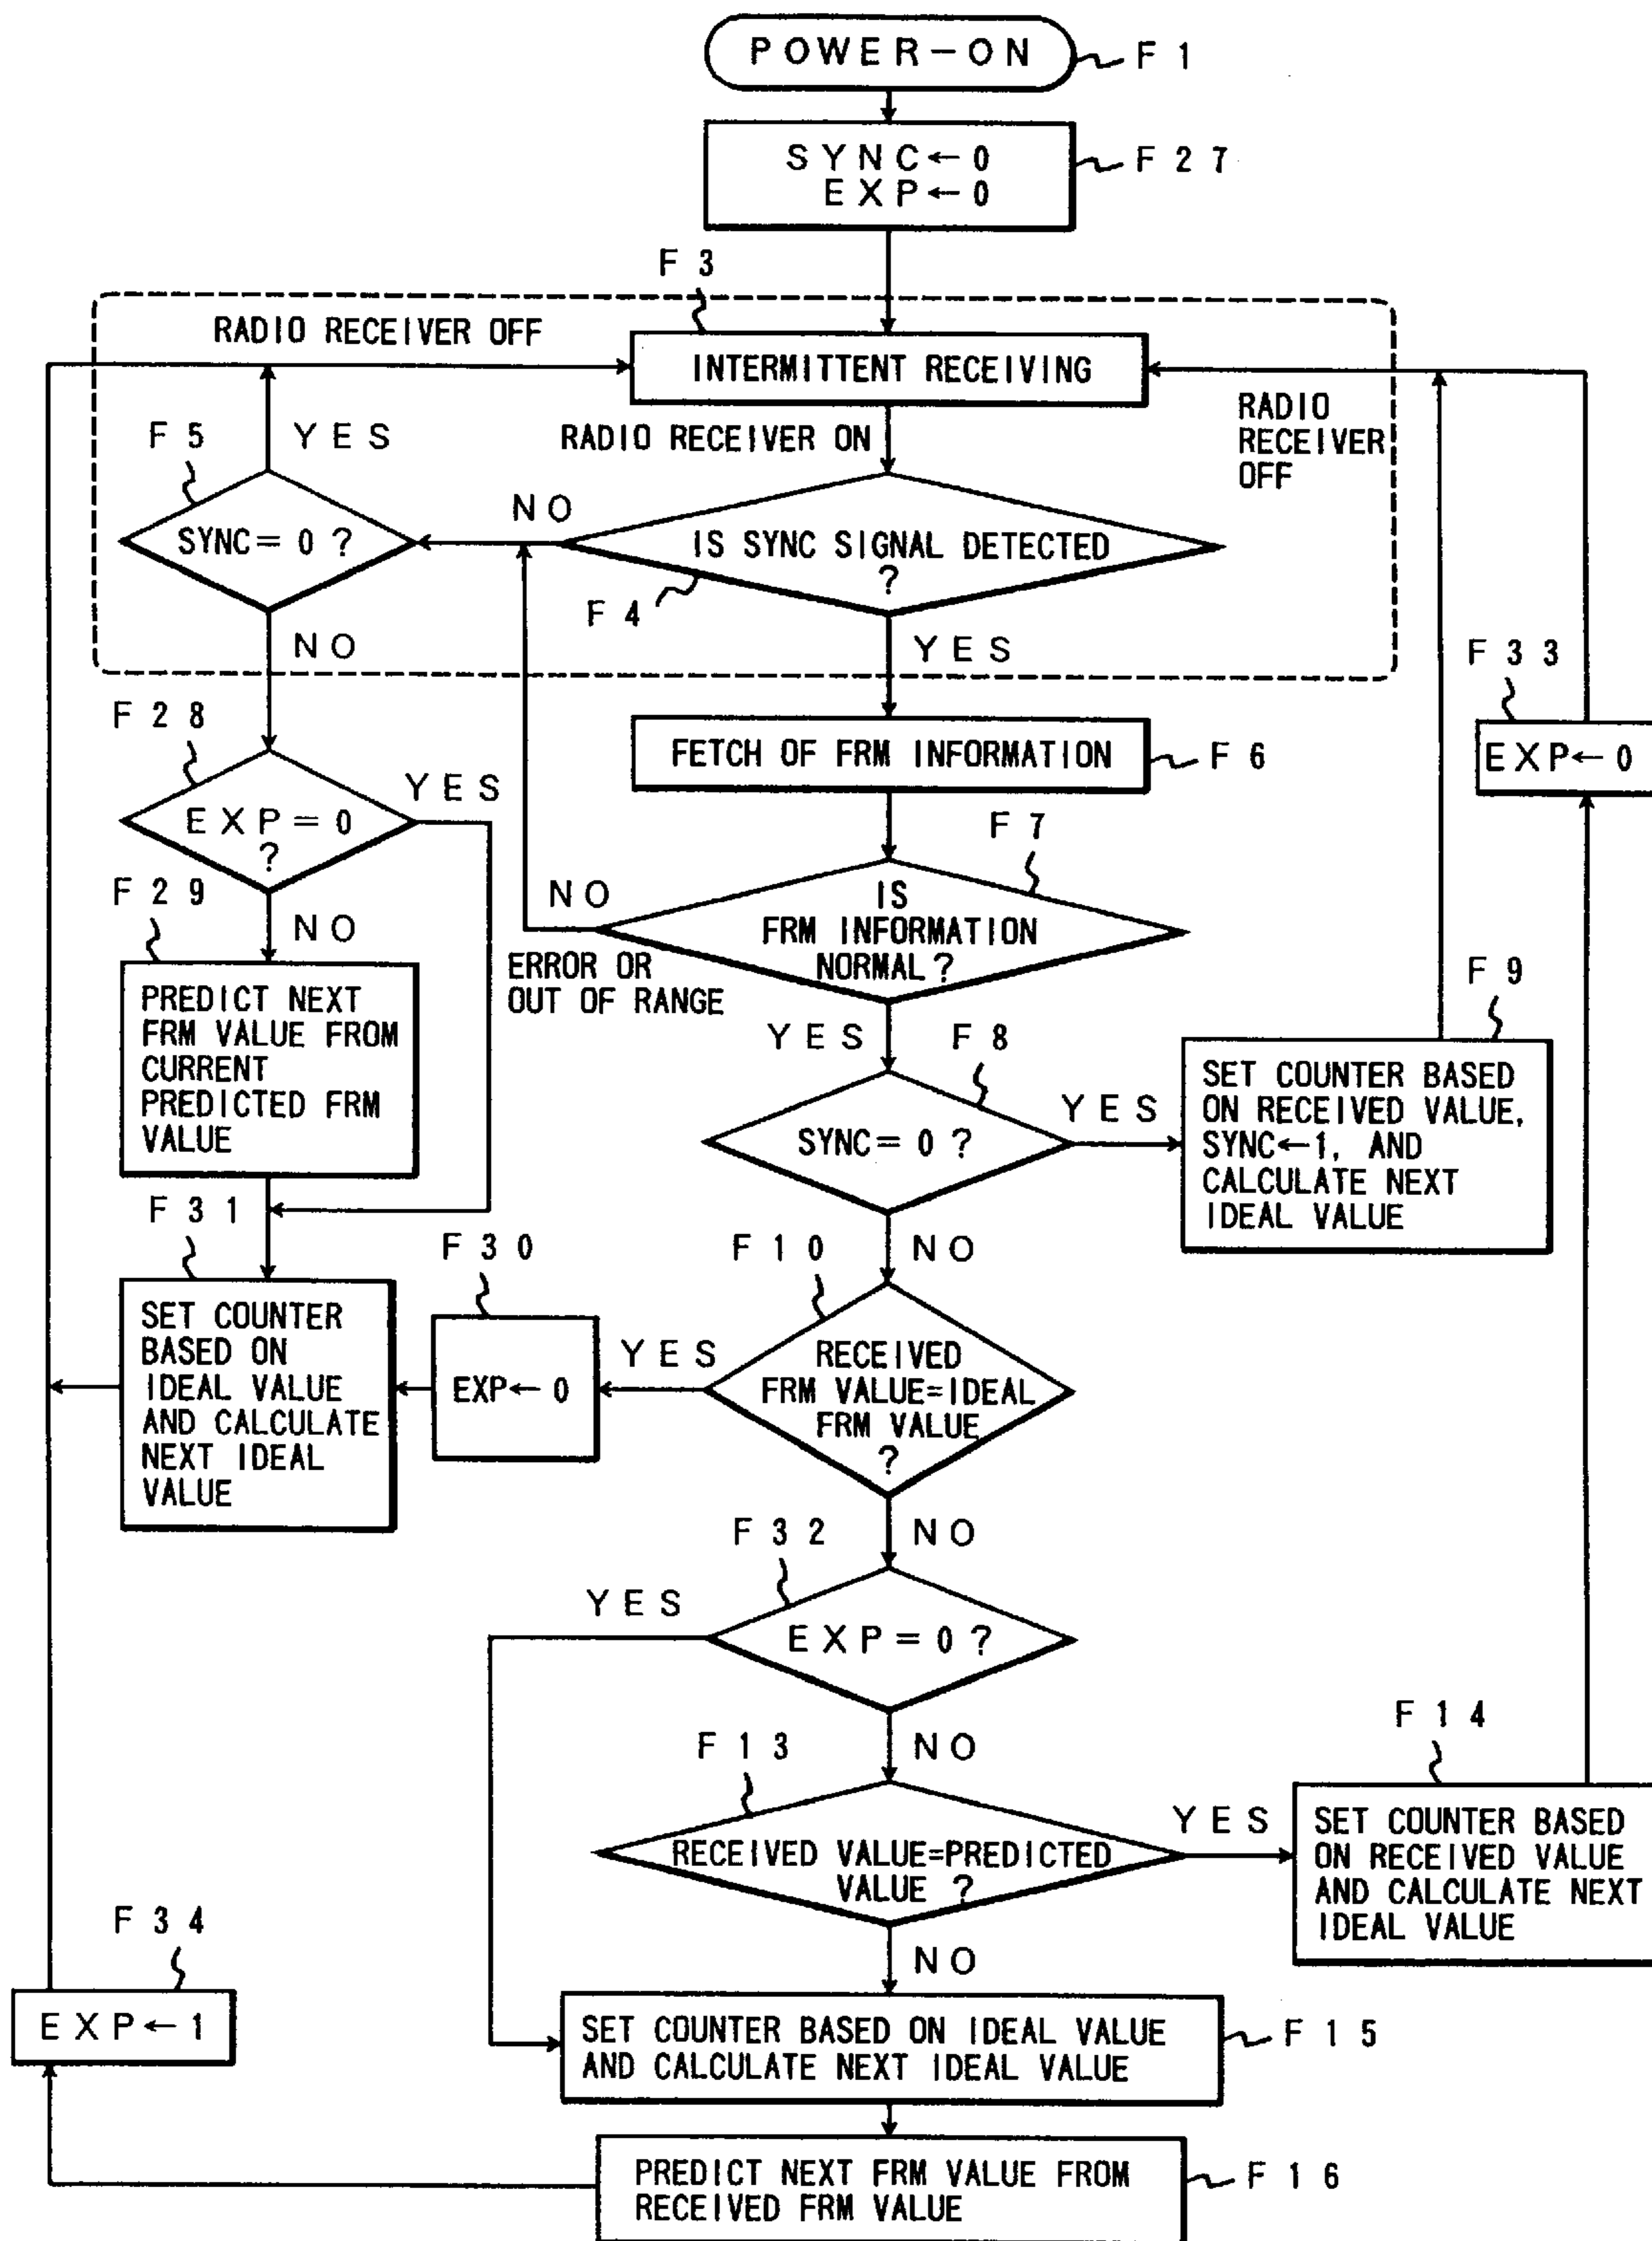 POWER-ON
F1
SYNC←0
EXP←0
F27
F3
RADIO RECEIVER OFF
INTERMITTENT RECEIVING
RADIO
RECEIVER
OFF
RADIO RECEIVER ON
F5
YES
SYNC=0?
NO
IS SYNC SIGNAL DETECTED
?
F4
NO
YES
F33
EXP←0
F28
EXP=0
?
YES
FETCH OF FRM INFORMATION
F6
F7
IS
FRM INFORMATION
NORMAL?
NO
ERROR OR
OUT OF RANGE
F29
NO
PREDICT NEXT
FRM VALUE FROM
CURRENT
PREDICTED FRM
VALUE
YES
F8
SYNC=0?
YES
F9
SET COUNTER BASED
ON RECEIVED VALUE,
SYNC←1, AND
CALCULATE NEXT
IDEAL VALUE
F31
SET COUNTER
BASED ON
IDEAL VALUE
AND CALCULATE
NEXT IDEAL
VALUE
F30
EXP←0
F10
NO
YES
RECEIVED
FRM VALUE=IDEAL
FRM VALUE
?
F32
NO
YES
EXP=0?
F13
NO
RECEIVED VALUE=PREDICTED
VALUE ?
YES
F14
SET COUNTER BASED
ON RECEIVED VALUE
AND CALCULATE NEXT
IDEAL VALUE
F34
EXP←1
NO
SET COUNTER BASED ON IDEAL VALUE
AND CALCULATE NEXT IDEAL VALUE
F15
PREDICT NEXT FRM VALUE FROM
RECEIVED FRM VALUE
F16